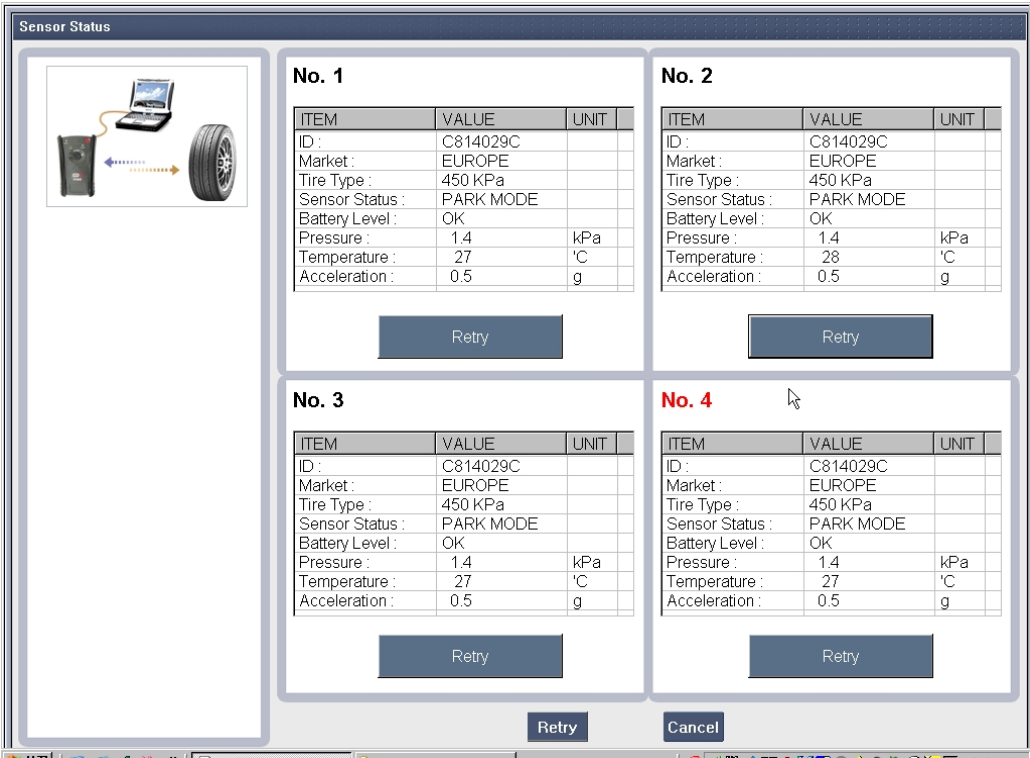 Sensor Status
No. 1
ITEM VALUE UNIT
ID : C814029C
Market : EUROPE
Tire Type : 450 KPa
Sensor Status : PARK MODE
Battery Level : OK
Pressure : 1.4 kPa
Temperature : 27 'C
Acceleration : 0.5 g
Retry
No. 2
ITEM VALUE UNIT
ID : C814029C
Market : EUROPE
Tire Type : 450 KPa
Sensor Status : PARK MODE
Battery Level : OK
Pressure : 1.4 kPa
Temperature : 28 'C
Acceleration : 0.5 g
Retry
No. 3
ITEM VALUE UNIT
ID : C814029C
Market : EUROPE
Tire Type : 450 KPa
Sensor Status : PARK MODE
Battery Level : OK
Pressure : 1.4 kPa
Temperature : 27 'C
Acceleration : 0.5 g
Retry
No. 4
ITEM VALUE UNIT
ID : C814029C
Market : EUROPE
Tire Type : 450 KPa
Sensor Status : PARK MODE
Battery Level : OK
Pressure : 1.4 kPa
Temperature : 27 'C
Acceleration : 0.5 g
Retry
Retry Cancel